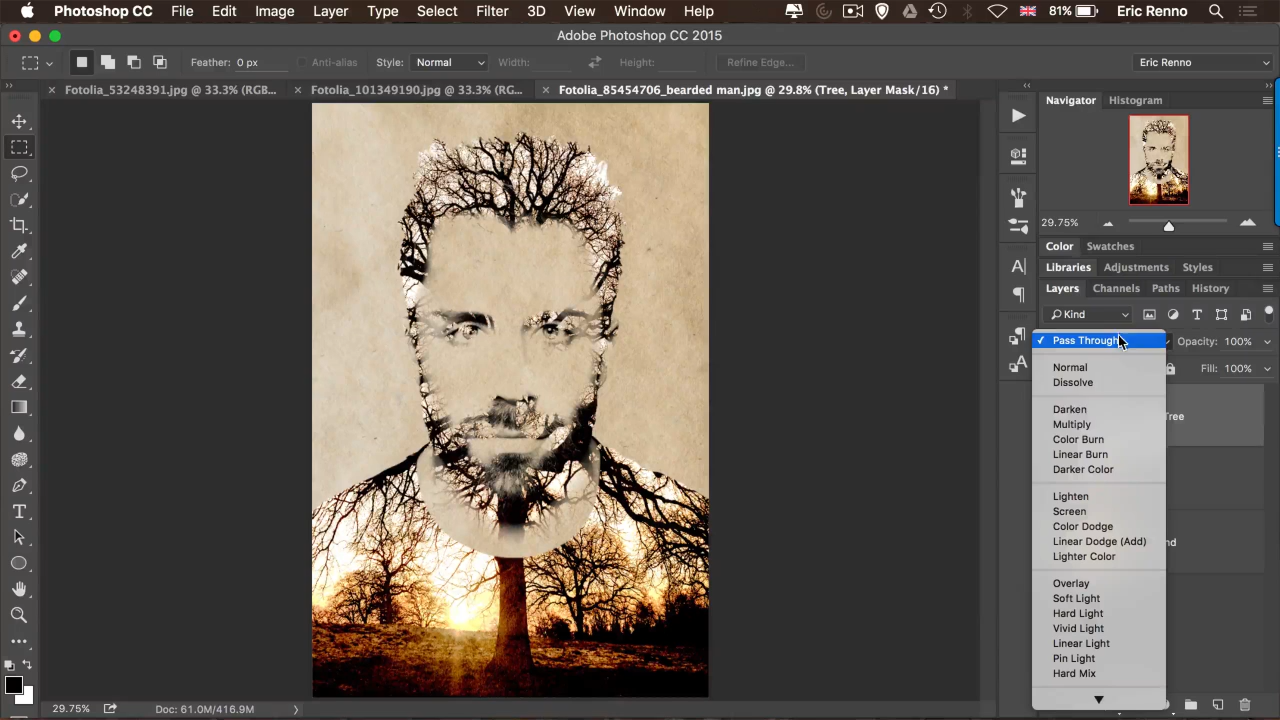 Photoshop CC File Edit Image Layer Type Select Filter 3D View Window Help 81% Eric Renno
Adobe Photoshop CC 2015
Feather: 0 px Anti-alias Style: Normal Width: Height: Refine Edge... Eric Renno
Fotolia_53248391.jpg @ 33.3% (RGB... Fotolia_101349190.jpg @ 33.3% (RG... Fotolia_85454706_bearded man.jpg @ 29.8% (Tree, Layer Mask/16) *
Navigator Histogram
29.75%
Color Swatches
Libraries Adjustments Styles
Layers Channels Paths History
Kind
Pass Through Opacity: 100%
Normal Fill: 100%
Dissolve
Darken
Tree
Multiply
Color Burn
Linear Burn
Darker Color
Lighten
Screen
Color Dodge
Linear Dodge (Add) nd
Lighter Color
Overlay
Soft Light
Hard Light
Vivid Light
Linear Light
Pin Light
Hard Mix
29.75% Doc: 61.0M/416.9M